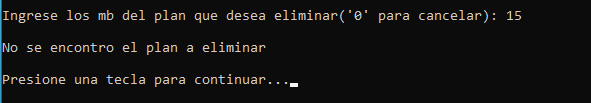 Ingrese los mb del plan que desea eliminar('0' para cancelar): 15
No se encontro el plan a eliminar
Presione una tecla para continuar...